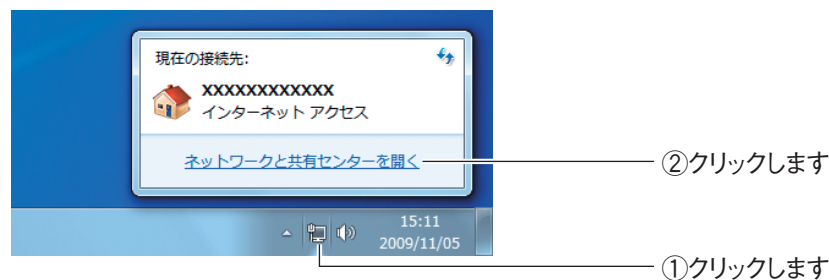 現在の接続先:
XXXXXXXXXXXX
インターネット アクセス
ネットワークと共有センターを開く
②クリックします
15:11
2009/11/05
①クリックします